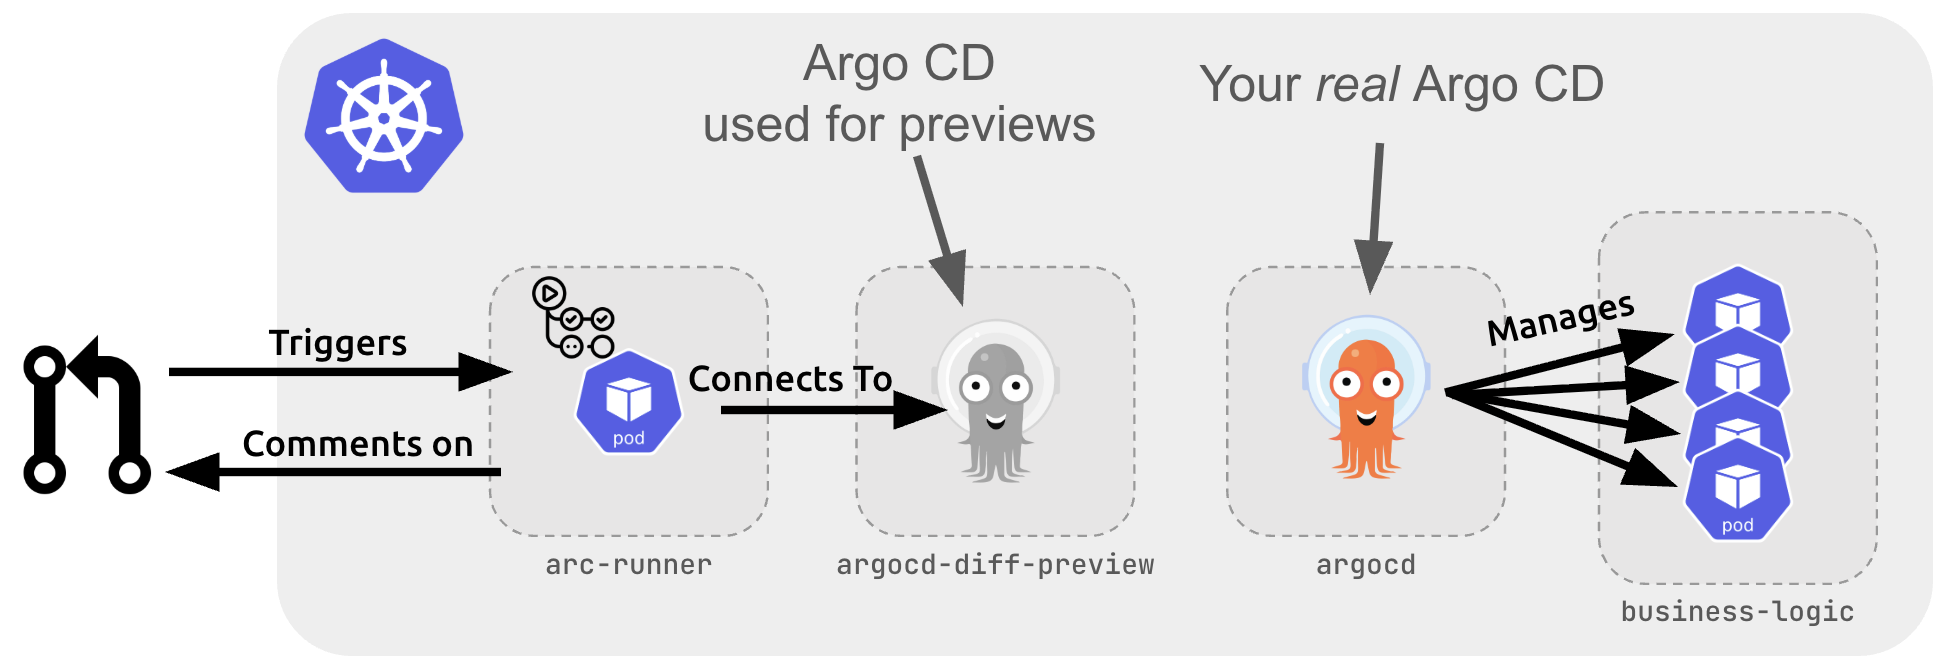 Argo CD
used for previews
Your real Argo CD
Triggers
Comments on
pod
Connects To
Manages
pod
arc-runner
argocd-diff-preview
argocd
business-logic